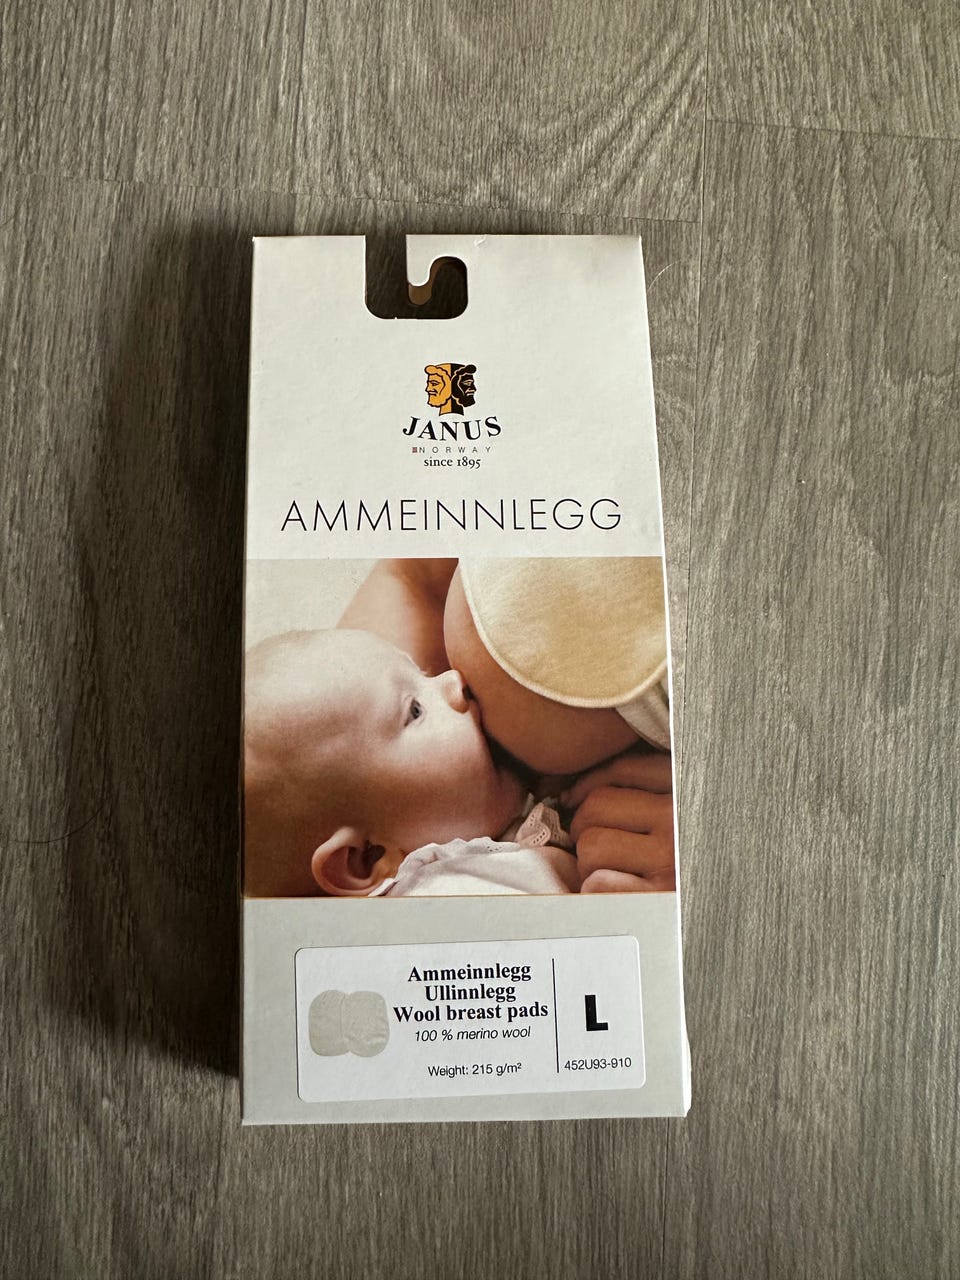 JANUS
NORWAY
since 1895
AMMEINNLEGG
Ammeinnlegg
Ullinnlegg
Wool breast pads
100 % merino wool
Weight: 215 g/m²
L
452U93-910